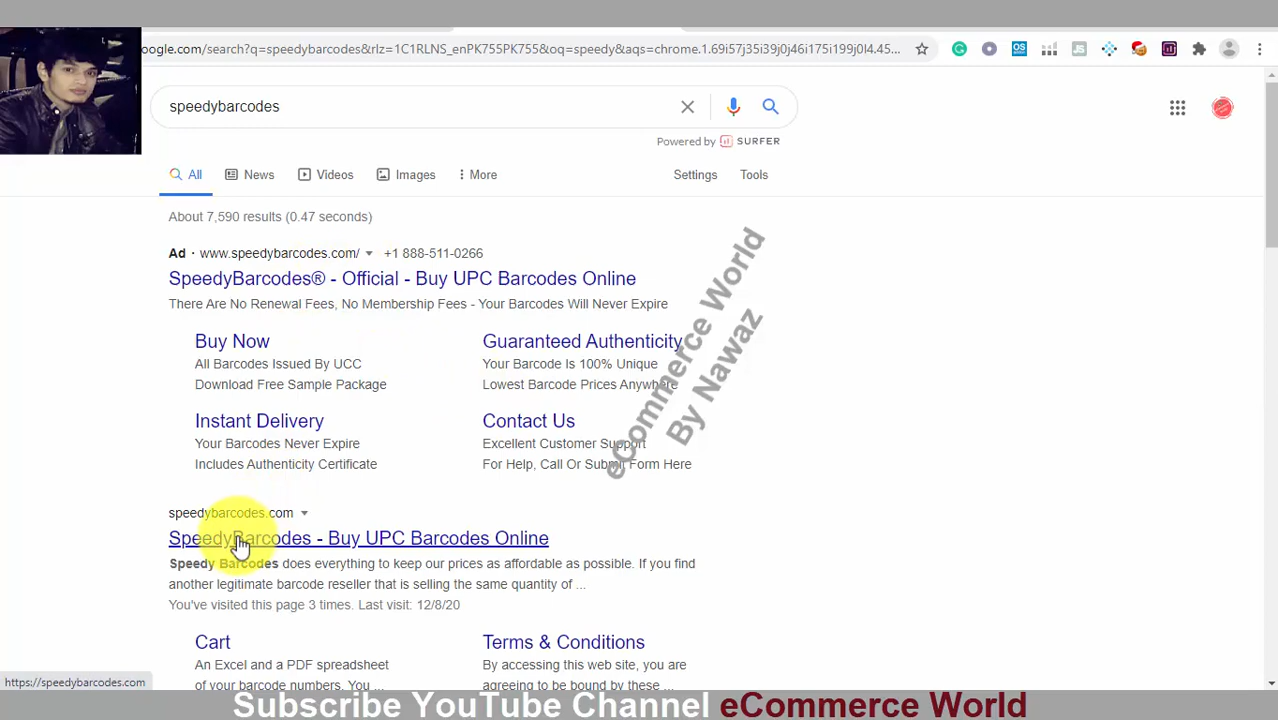 oogle.com/search?q=speedybarcodes&rlz=1C1RLNS_enPK755PK755&oq=speedy&aqs=chrome.1.69i57j35i39j0j46i175i199j0l4.45...
OS
JS
speedybarcodes
Powered by SURFER
All News Videos Images More Settings Tools
About 7,590 results (0.47 seconds)
Ad · www.speedybarcodes.com/ +1 888-511-0266
SpeedyBarcodes® - Official - Buy UPC Barcodes Online
There Are No Renewal Fees, No Membership Fees - Your Barcodes Will Never Expire
Buy Now
All Barcodes Issued By UCC
Download Free Sample Package
Guaranteed Authenticity
Your Barcode Is 100% Unique
Lowest Barcode Prices Anywhere
Instant Delivery
Your Barcodes Never Expire
Includes Authenticity Certificate
Contact Us
Excellent Customer Support
For Help, Call Or Submit Form Here
eCommerce World
By Nawaz
speedybarcodes.com
SpeedyBarcodes - Buy UPC Barcodes Online
Speedy Barcodes does everything to keep our prices as affordable as possible. If you find
another legitimate barcode reseller that is selling the same quantity of ...
You've visited this page 3 times. Last visit: 12/8/20
Cart
An Excel and a PDF spreadsheet
of your barcode numbers. You ...
Terms & Conditions
By accessing this web site, you are
agreeing to be bound by these ...
https://speedybarcodes.com
Subscribe YouTube Channel eCommerce World